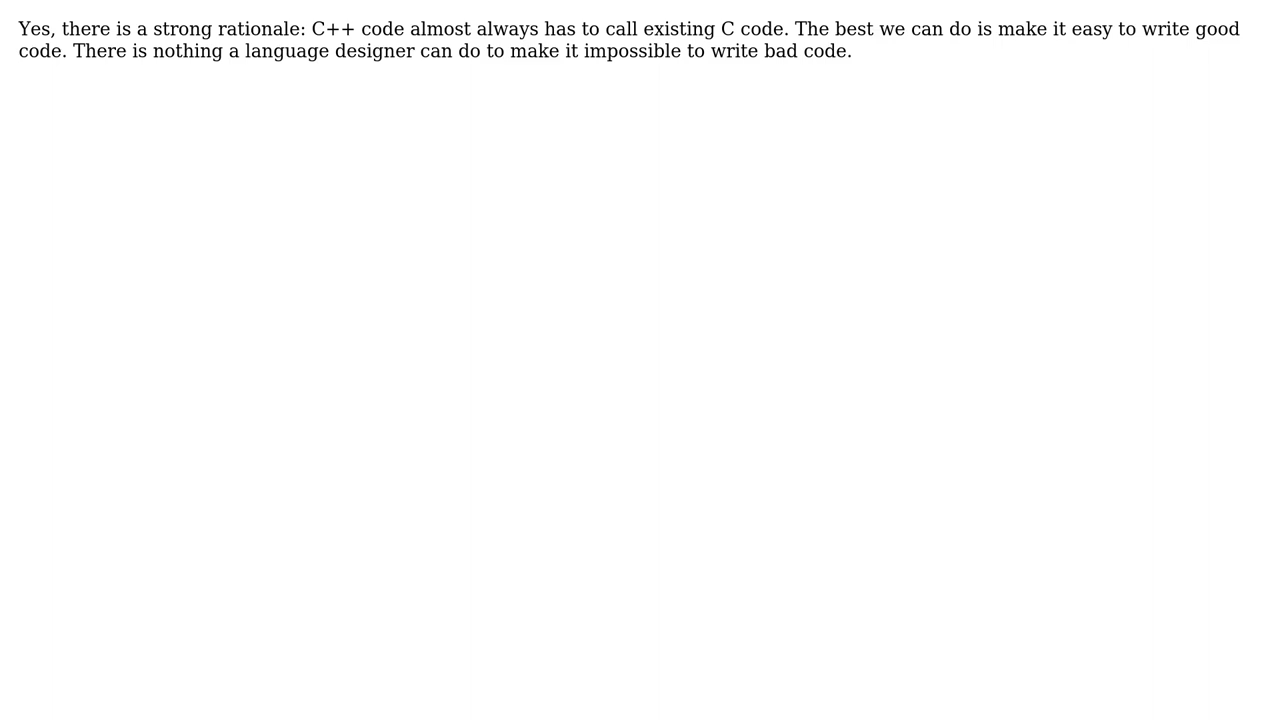 Yes, there is a strong rationale: C++ code almost always has to call existing C code. The best we can do is make it easy to write good
code. There is nothing a language designer can do to make it impossible to write bad code.